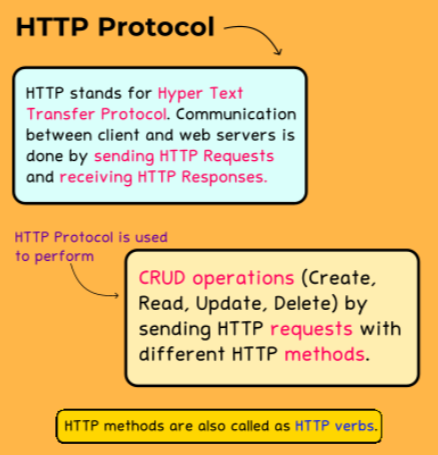 HTTP Protocol
HTTP stands for Hyper Text
Transfer Protocol. Communication
between client and web servers is
done by sending HTTP Requests
and receiving HTTP Responses.
HTTP Protocol is used
to perform
CRUD operations (Create,
Read, Update, Delete) by
sending HTTP requests with
different HTTP methods.
HTTP methods are also called as HTTP verbs.